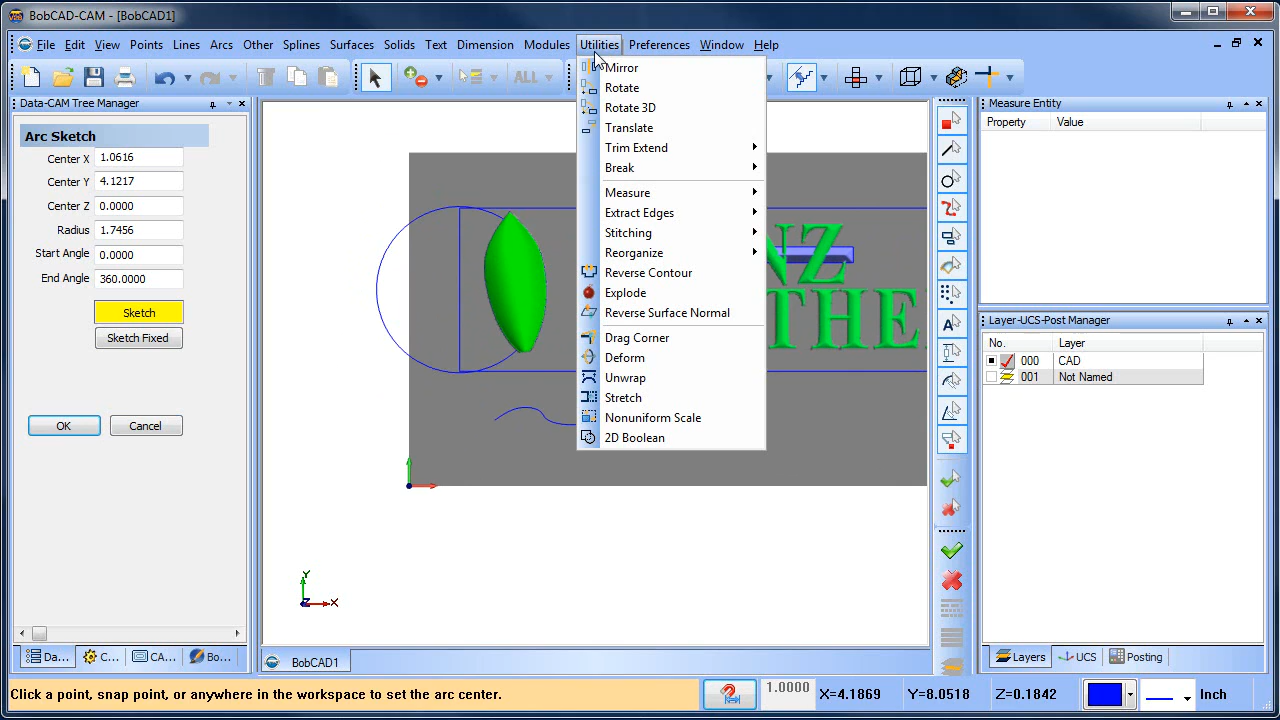 BobCAD-CAM - [BobCAD1]
File Edit View Points Lines Arcs Other Splines Surfaces Solids Text Dimension Modules Utilities Preferences Window Help
ALL
Data-CAM Tree Manager
Arc Sketch
Center X 1.0616
Center Y 4.1217
Center Z 0.0000
Radius 1.7456
Start Angle 0.0000
End Angle 360.0000
Sketch
Sketch Fixed
OK Cancel
Da... C... CA... Bo...
Mirror
Rotate
Rotate 3D
Translate
Trim Extend
Break
Measure
Extract Edges
Stitching
Reorganize
Reverse Contour
Explode
Reverse Surface Normal
Drag Corner
Deform
Unwrap
Stretch
Nonuniform Scale
2D Boolean
NZ
THE
Y
Z X
BobCAD1
Measure Entity
Property Value
Layer-UCS-Post Manager
No. Layer
000 CAD
001 Not Named
Layers UCS Posting
Click a point, snap point, or anywhere in the workspace to set the arc center.
1.0000 X=4.1869 Y=8.0518 Z=0.1842 Inch